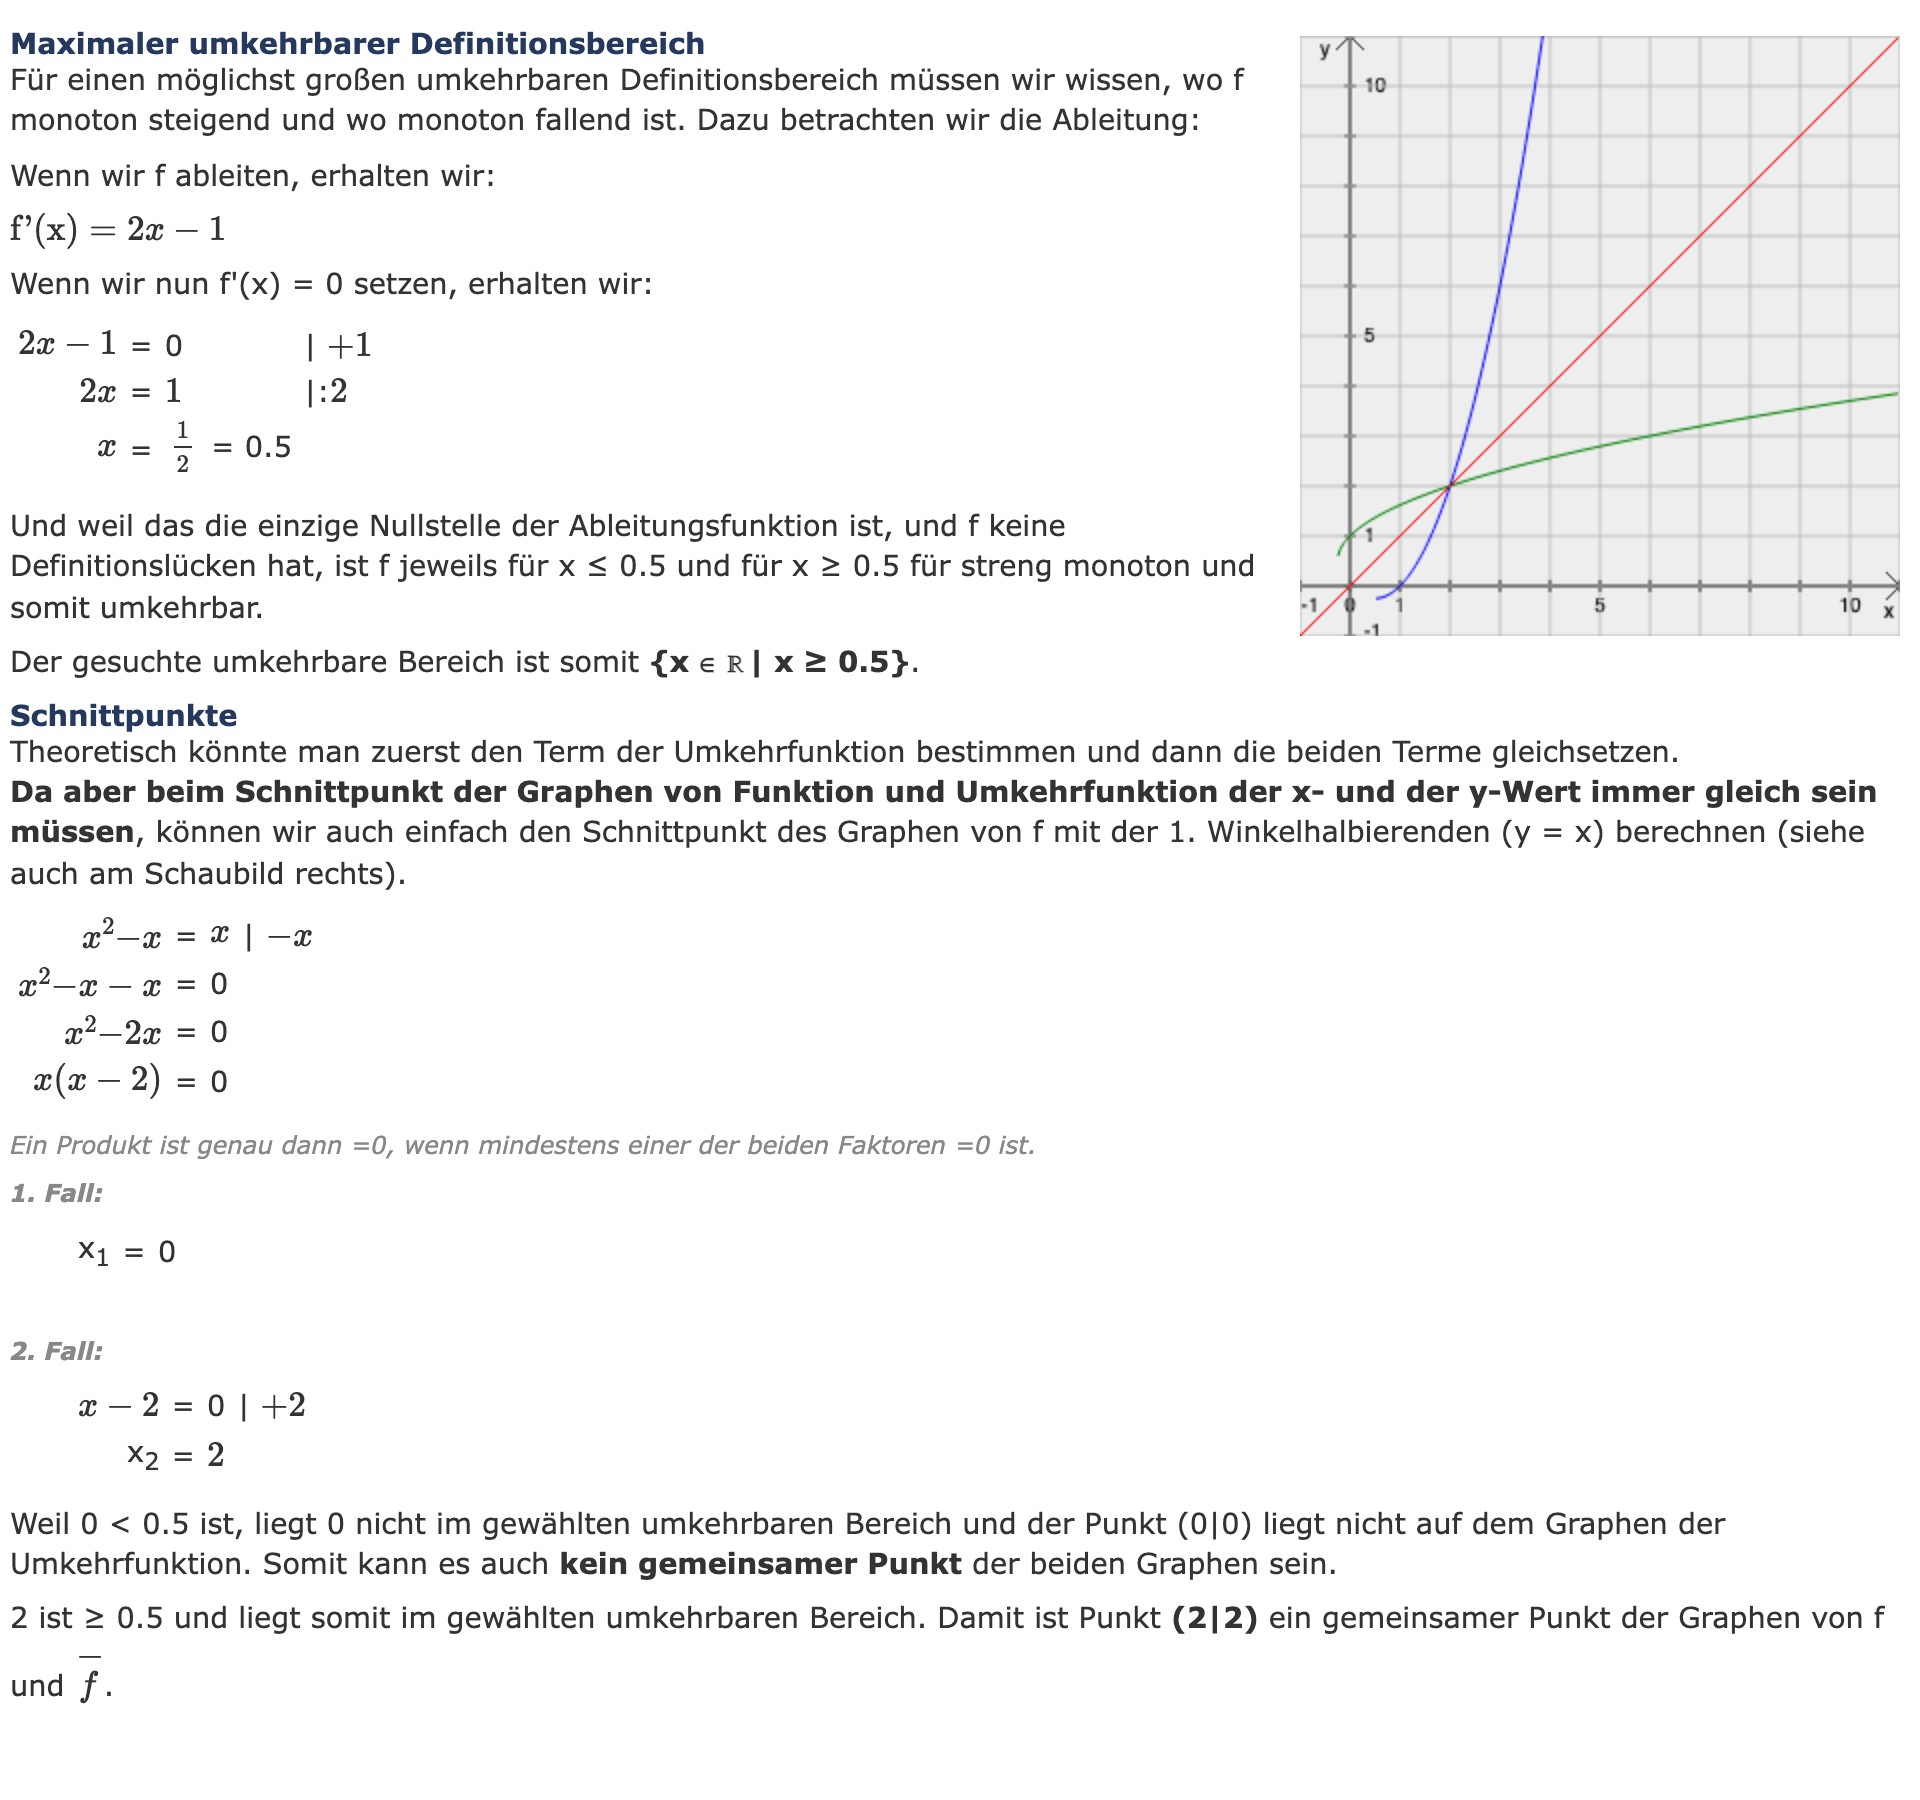 Maximaler umkehrbarer Definitionsbereich
Für einen möglichst großen umkehrbaren Definitionsbereich müssen wir wissen, wo f
monoton steigend und wo monoton fallend ist. Dazu betrachten wir die Ableitung:
Wenn wir f ableiten, erhalten wir:
f’(x) = 2x − 1
Wenn wir nun f'(x) = 0 setzen, erhalten wir:
2x − 1 = 0 | +1
2x = 1 |:2
x = 1/2 = 0.5
Und weil das die einzige Nullstelle der Ableitungsfunktion ist, und f keine
Definitionslücken hat, ist f jeweils für x ≤ 0.5 und für x ≥ 0.5 für streng monoton und
somit umkehrbar.
Der gesuchte umkehrbare Bereich ist somit {x ∈ ℝ | x ≥ 0.5}.
y
10
5
1
-1 0 1 5 10 x
-1
Schnittpunkte
Theoretisch könnte man zuerst den Term der Umkehrfunktion bestimmen und dann die beiden Terme gleichsetzen.
Da aber beim Schnittpunkt der Graphen von Funktion und Umkehrfunktion der x- und der y-Wert immer gleich sein
müssen, können wir auch einfach den Schnittpunkt des Graphen von f mit der 1. Winkelhalbierenden (y = x) berechnen (siehe
auch am Schaubild rechts).
x²−x = x | −x
x²−x − x = 0
x²−2x = 0
x(x − 2) = 0
Ein Produkt ist genau dann =0, wenn mindestens einer der beiden Faktoren =0 ist.
1. Fall:
x₁ = 0
2. Fall:
x − 2 = 0 | +2
x₂ = 2
Weil 0 < 0.5 ist, liegt 0 nicht im gewählten umkehrbaren Bereich und der Punkt (0|0) liegt nicht auf dem Graphen der
Umkehrfunktion. Somit kann es auch kein gemeinsamer Punkt der beiden Graphen sein.
2 ist ≥ 0.5 und liegt somit im gewählten umkehrbaren Bereich. Damit ist Punkt (2|2) ein gemeinsamer Punkt der Graphen von f
und f̅.